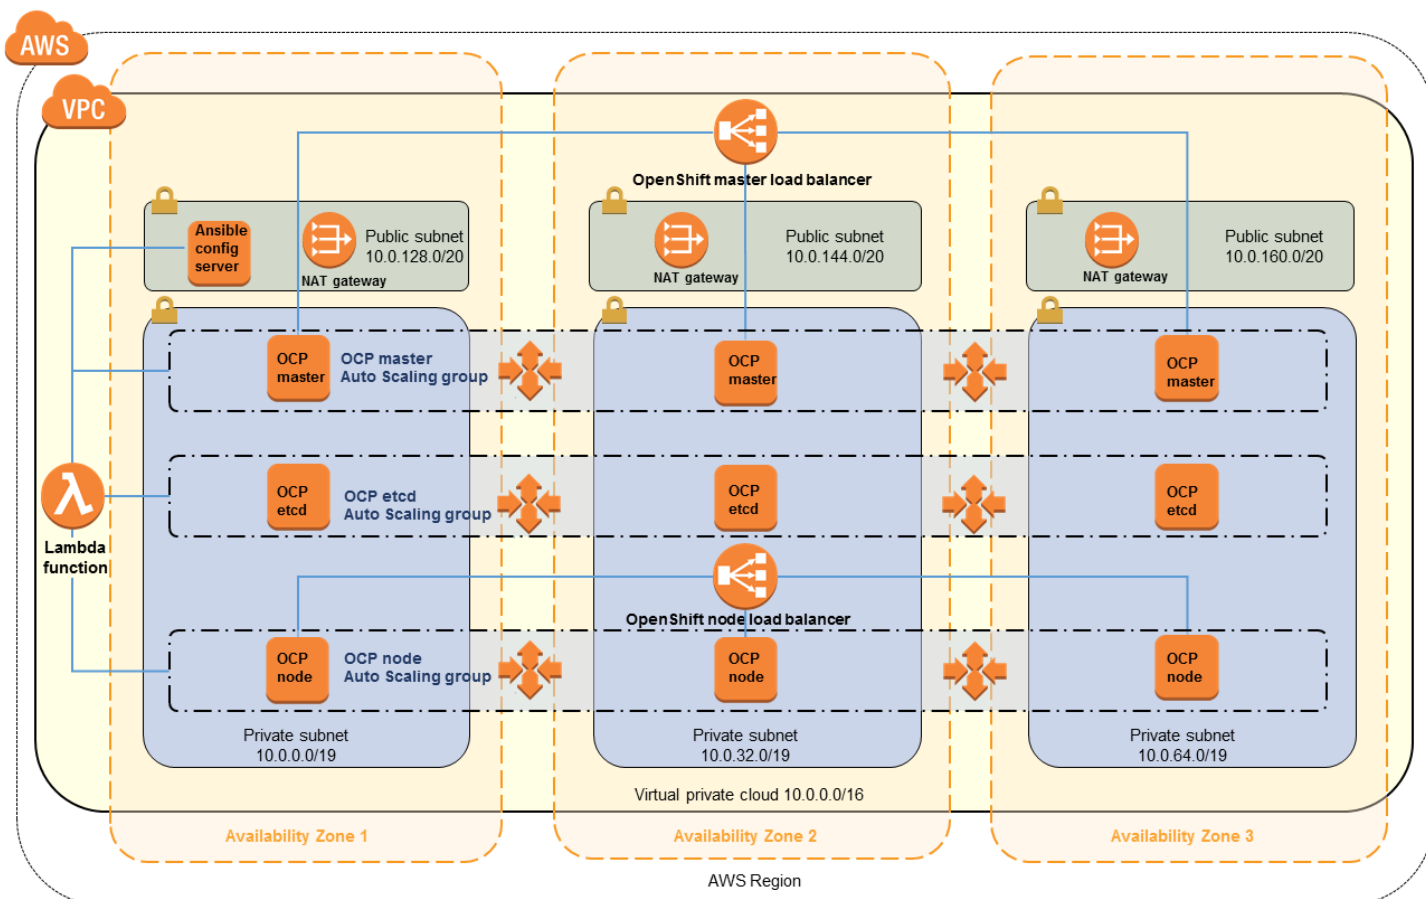 AWS
VPC
OpenShift master load balancer
Ansible
config
server
NAT gateway
Public subnet
10.0.128.0/20
NAT gateway
Public subnet
10.0.144.0/20
NAT gateway
Public subnet
10.0.160.0/20
OCP
master
OCP master
Auto Scaling group
OCP
master
OCP
master
Lambda
function
OCP
etcd
OCP etcd
Auto Scaling group
OCP
etcd
OCP
etcd
OpenShift node load balancer
OCP
node
OCP node
Auto Scaling group
OCP
node
OCP
node
Private subnet
10.0.0.0/19
Private subnet
10.0.32.0/19
Private subnet
10.0.64.0/19
Virtual private cloud 10.0.0.0/16
Availability Zone 1
Availability Zone 2
Availability Zone 3
AWS Region